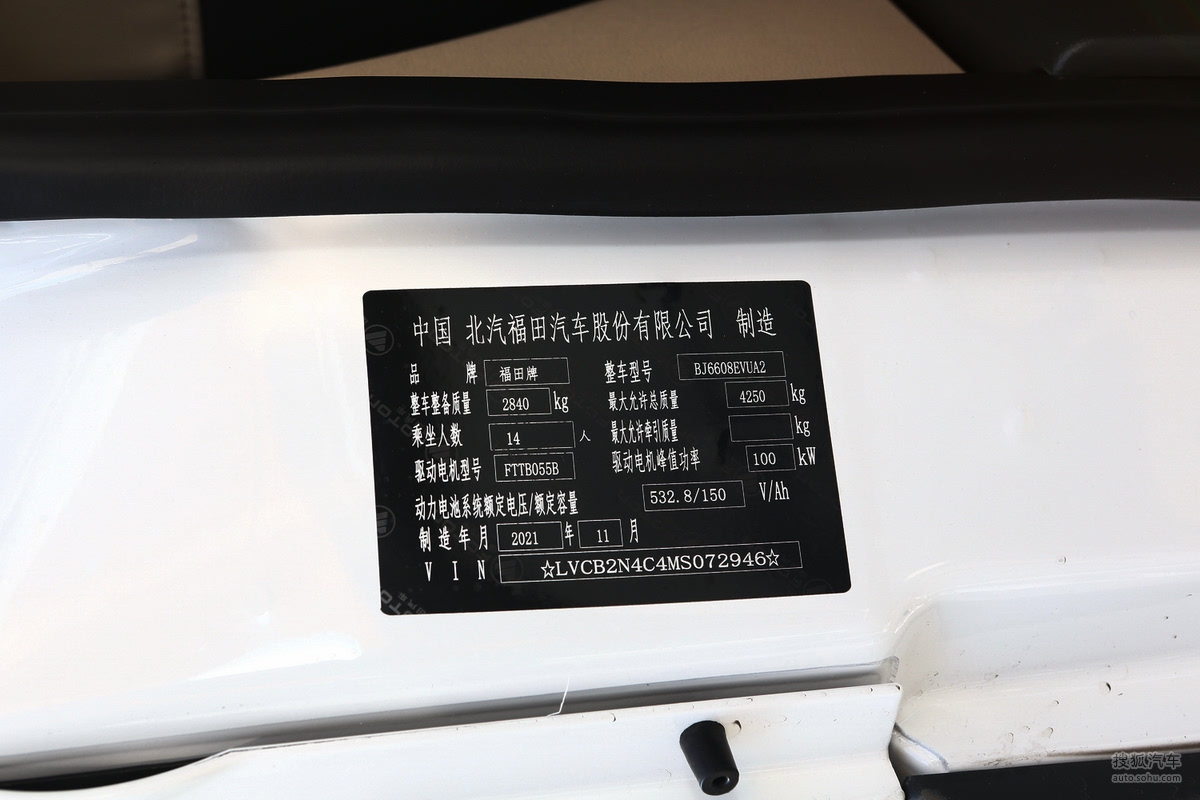 中国 北汽福田汽车股份有限公司 制造
品 牌 福田牌 整车型号 BJ6608EVUA2
整车整备质量 2840 kg 最大允许总质量 4250 kg
乘坐人数 14 人 最大允许牵引质量 kg
驱动电机型号 FTTB055B 驱动电机峰值功率 100 kW
动力电池系统额定电压/额定容量 532.8/150 V/Ah
制造年月 2021 年 11 月
VIN ☆LVCB2N4C4MS072946☆
搜狐汽车
auto.sohu.com